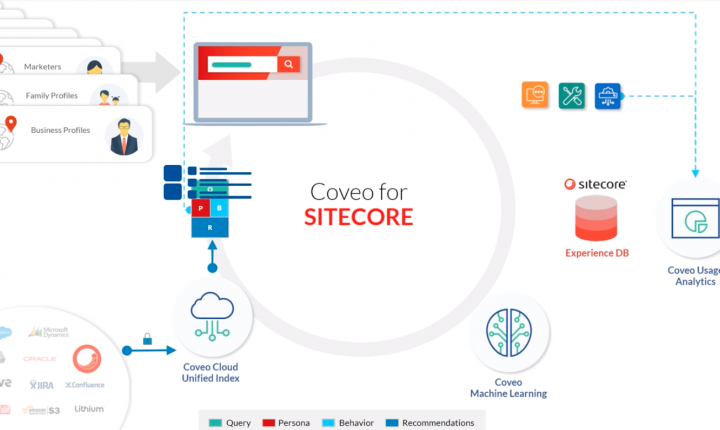 Marketers
Family Profiles
Business Profiles
Coveo for
SITECORE
Q
P B
R
sitecore
Experience DB
Coveo Usage
Analytics
Coveo Cloud
Unified Index
Coveo
Machine Learning
Microsoft
Dynamics
ORACLE
JIRA
Confluence
S3
Lithium
Query
Persona
Behavior
Recommendations